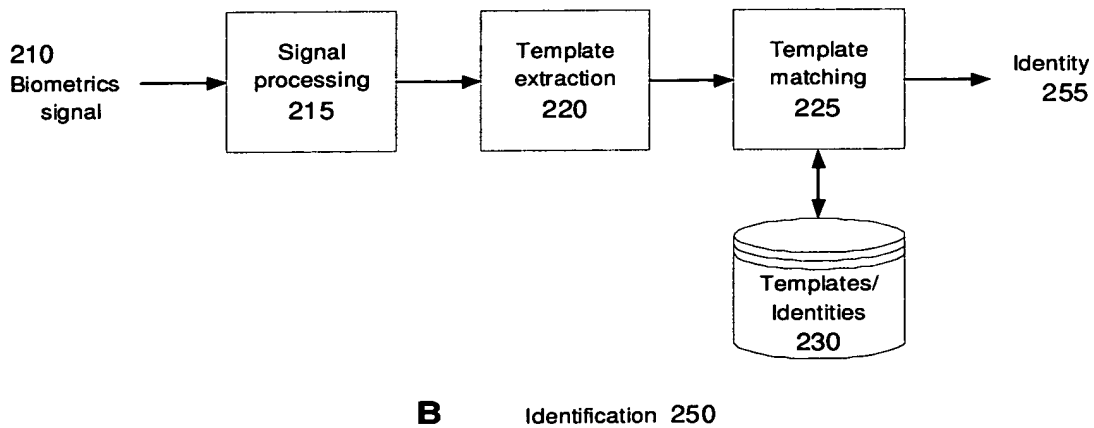 210
Biometrics
signal
Signal
processing
215
Template
extraction
220
Template
matching
225
Identity
255
Templates/
Identities
230
B Identification 250